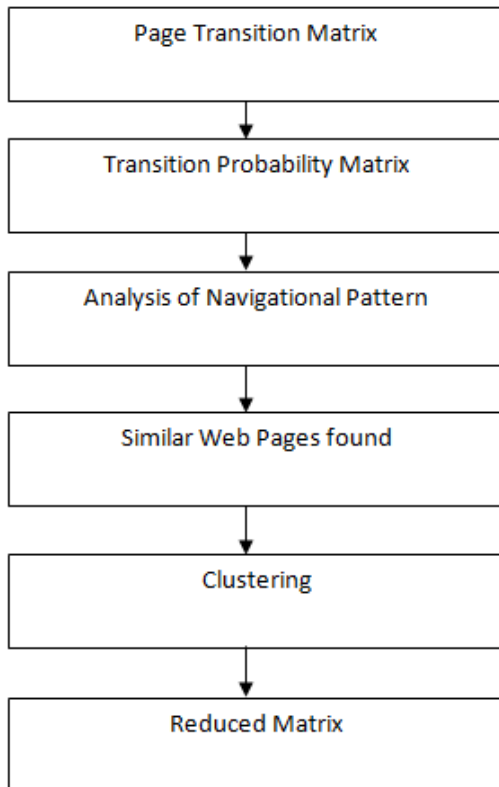 Page Transition Matrix
Transition Probability Matrix
Analysis of Navigational Pattern
Similar Web Pages found
Clustering
Reduced Matrix